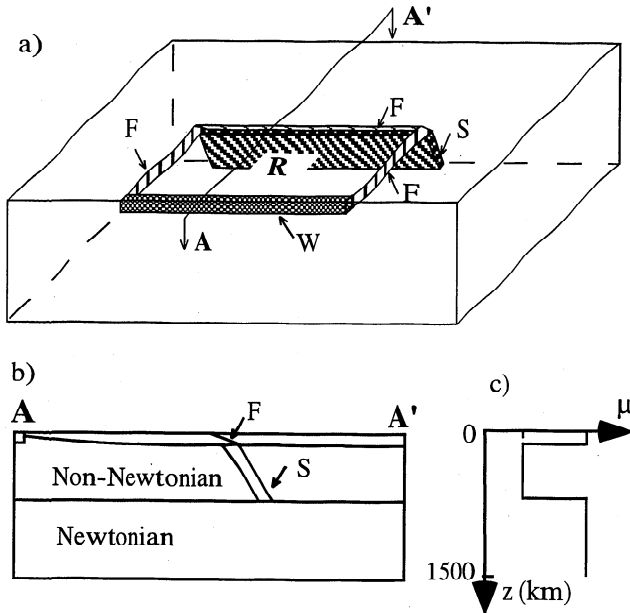 a)
A'
F
F
S
R
F
A
W
b)
c)
A
F
A'
μ
0
Non-Newtonian
S
Newtonian
1500
z (km)